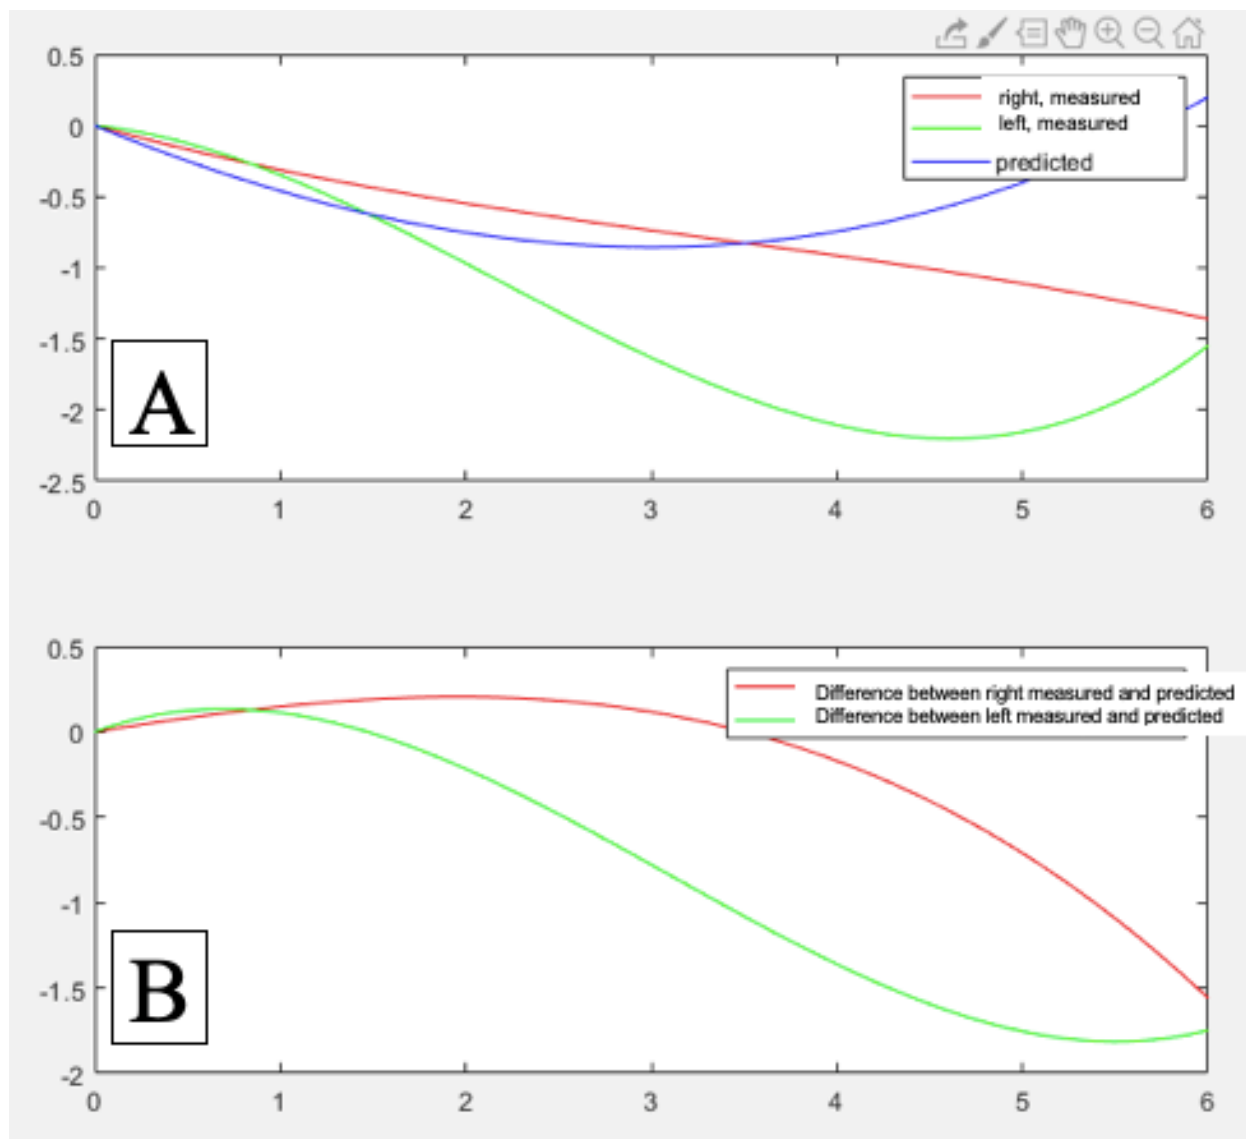 0.5
0
-0.5
-1
-1.5
-2
-2.5
0 1 2 3 4 5 6
right, measured
left, measured
predicted
A
0.5
0
-0.5
-1
-1.5
-2
0 1 2 3 4 5 6
Difference between right measured and predicted
Difference between left measured and predicted
B